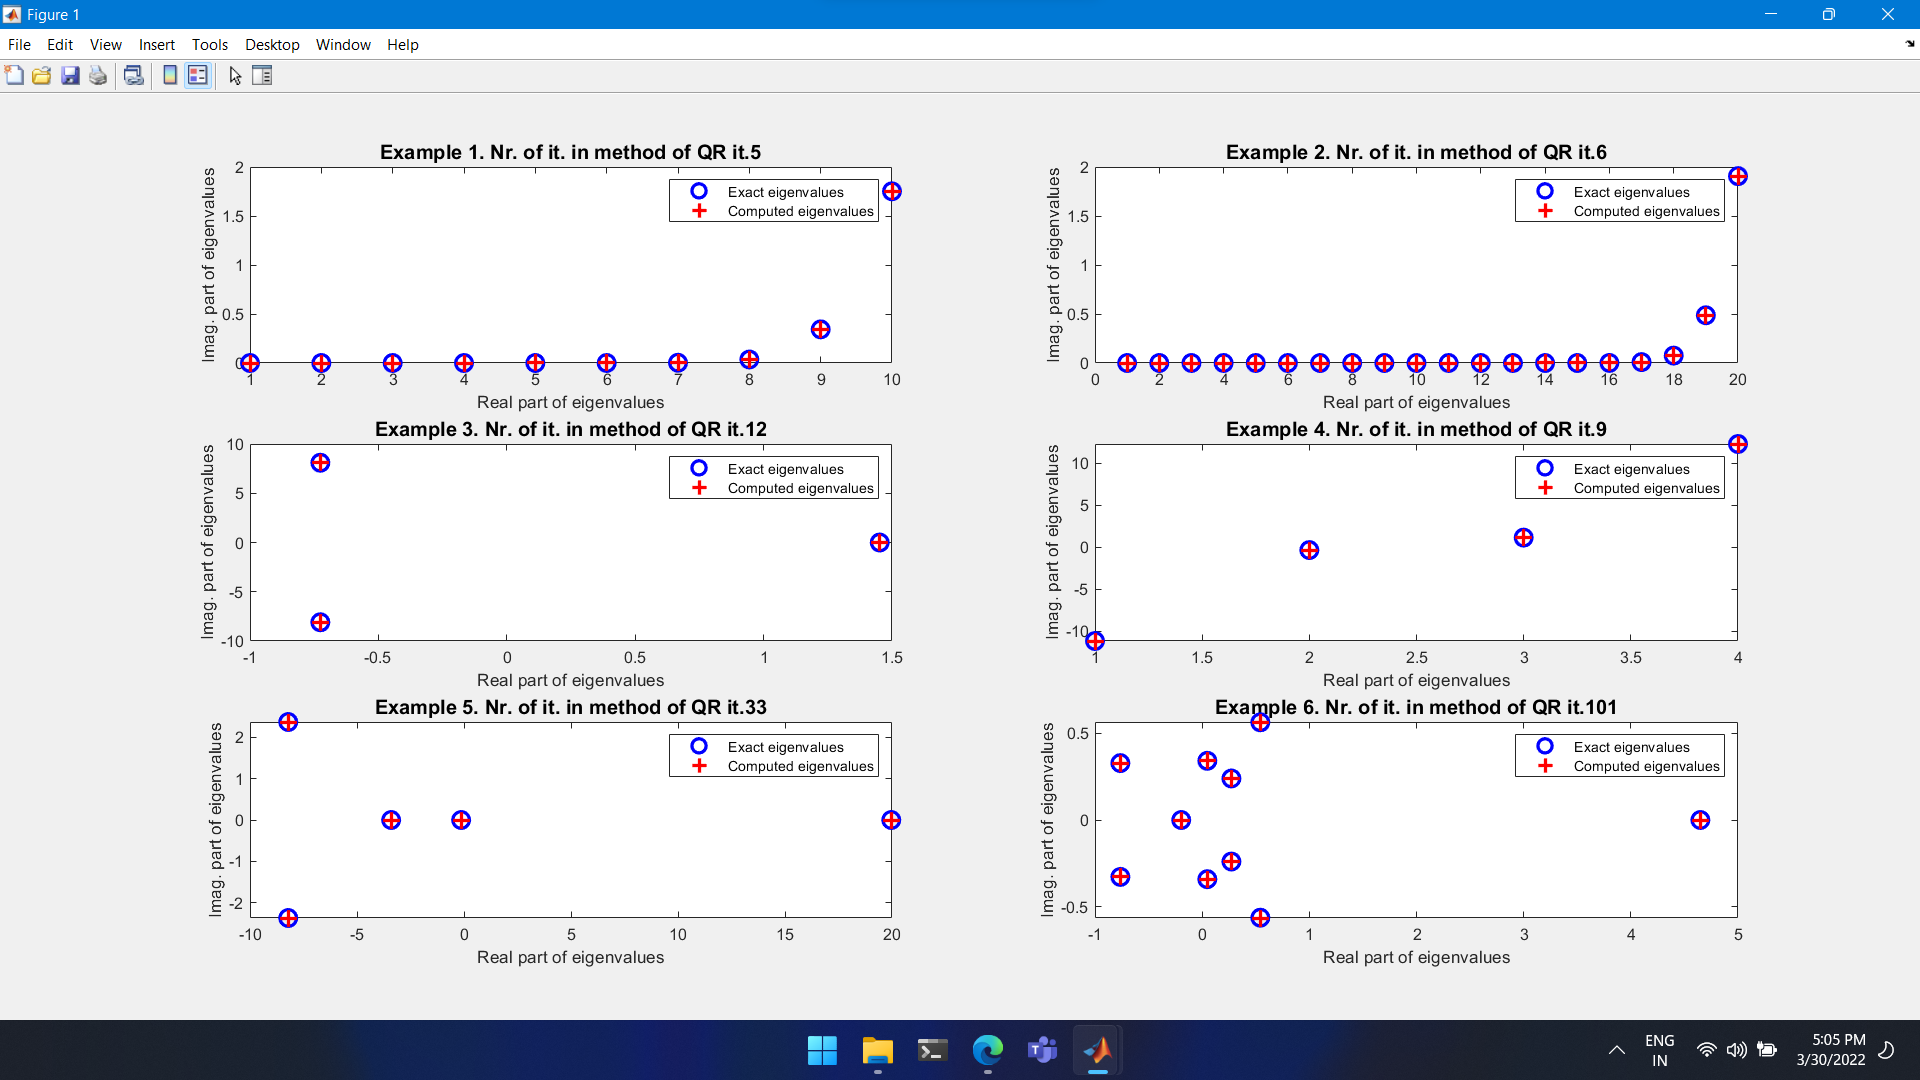 Figure 1
File Edit View Insert Tools Desktop Window Help
Example 1. Nr. of it. in method of QR it.5
Imag. part of eigenvalues
2
1.5
1
0.5
0
Exact eigenvalues
Computed eigenvalues
1 2 3 4 5 6 7 8 9 10
Real part of eigenvalues
Example 2. Nr. of it. in method of QR it.6
Imag. part of eigenvalues
2
1.5
1
0.5
0
Exact eigenvalues
Computed eigenvalues
0 2 4 6 8 10 12 14 16 18 20
Real part of eigenvalues
Example 3. Nr. of it. in method of QR it.12
Imag. part of eigenvalues
10
5
0
-5
-10
Exact eigenvalues
Computed eigenvalues
-1 -0.5 0 0.5 1 1.5
Real part of eigenvalues
Example 4. Nr. of it. in method of QR it.9
Imag. part of eigenvalues
10
5
0
-5
-10
Exact eigenvalues
Computed eigenvalues
1 1.5 2 2.5 3 3.5 4
Real part of eigenvalues
Example 5. Nr. of it. in method of QR it.33
Imag. part of eigenvalues
2
1
0
-1
-2
Exact eigenvalues
Computed eigenvalues
-10 -5 0 5 10 15 20
Real part of eigenvalues
Example 6. Nr. of it. in method of QR it.101
Imag. part of eigenvalues
0.5
0
-0.5
Exact eigenvalues
Computed eigenvalues
-1 0 1 2 3 4 5
Real part of eigenvalues
T
ENG
IN
5:05 PM
3/30/2022